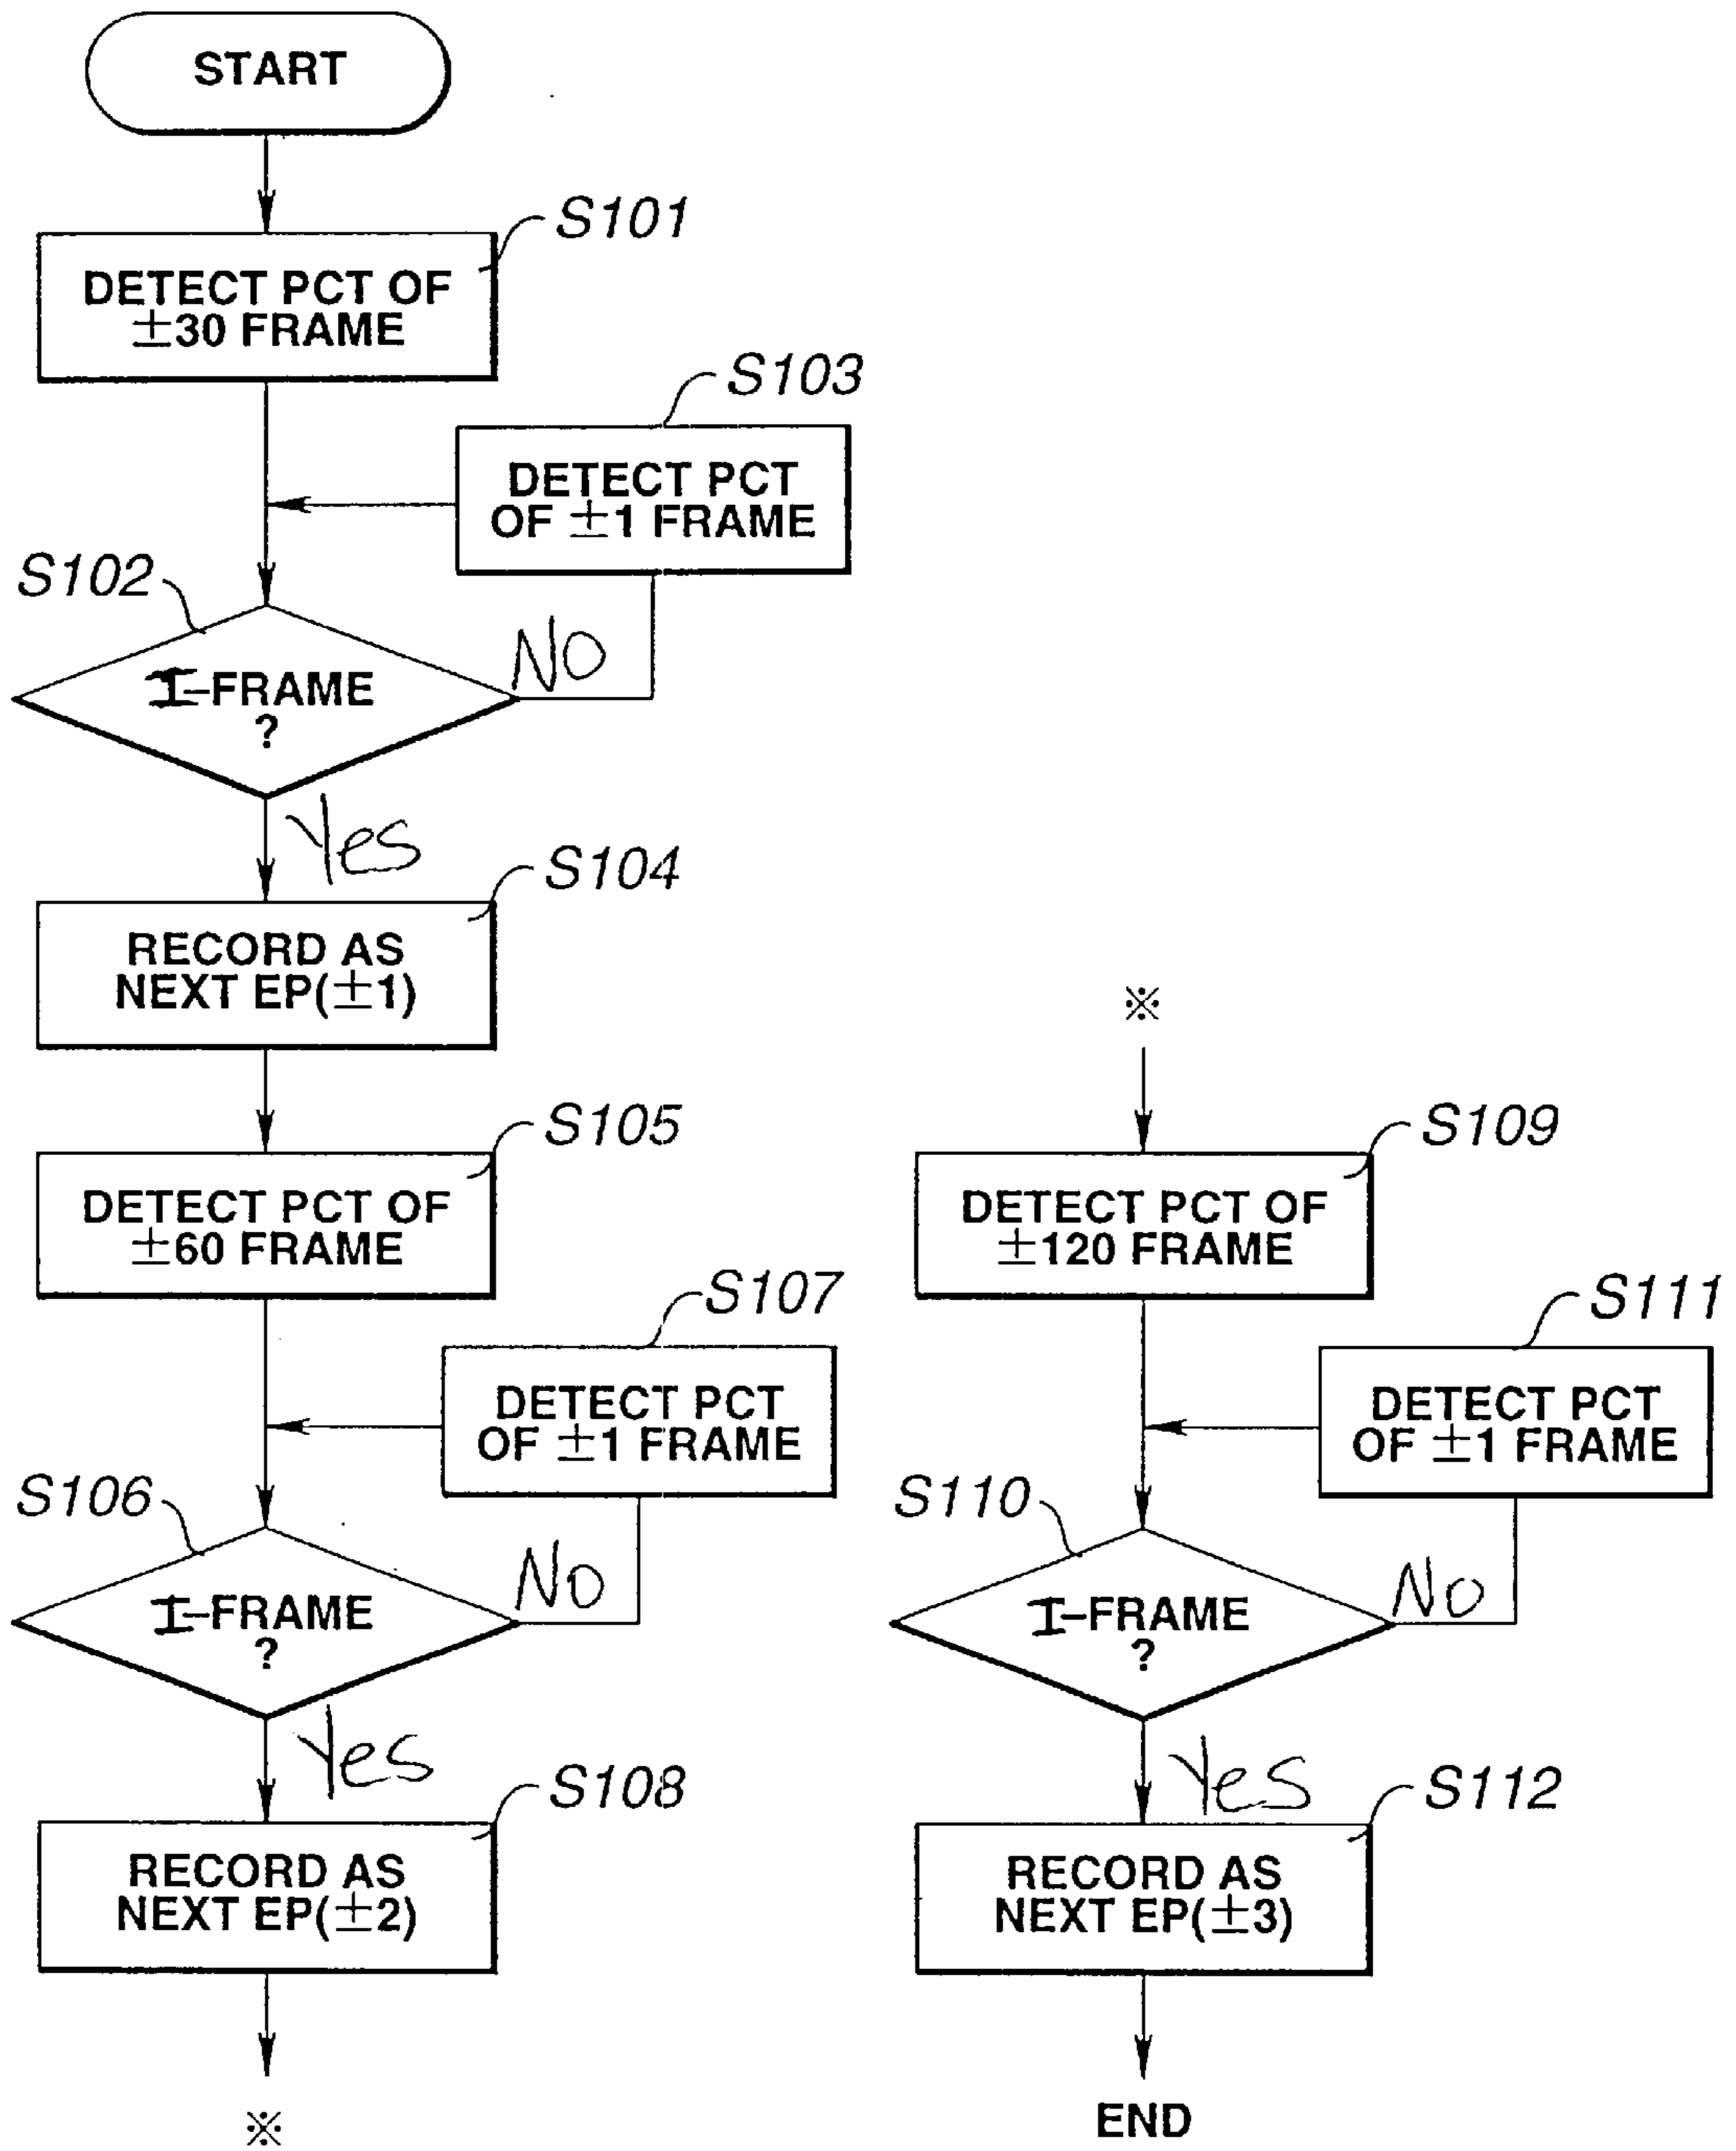 START
S101
DETECT PCT OF
±30 FRAME
S103
DETECT PCT
OF ±1 FRAME
S102
I-FRAME
?
NO
Yes
S104
RECORD AS
NEXT EP(±1)
S105
DETECT PCT OF
±60 FRAME
S107
DETECT PCT
OF ±1 FRAME
S106
I-FRAME
?
NO
Yes
S108
RECORD AS
NEXT EP(±2)
※
※
S109
DETECT PCT OF
±120 FRAME
S111
DETECT PCT
OF ±1 FRAME
S110
I-FRAME
?
NO
Yes
S112
RECORD AS
NEXT EP(±3)
END